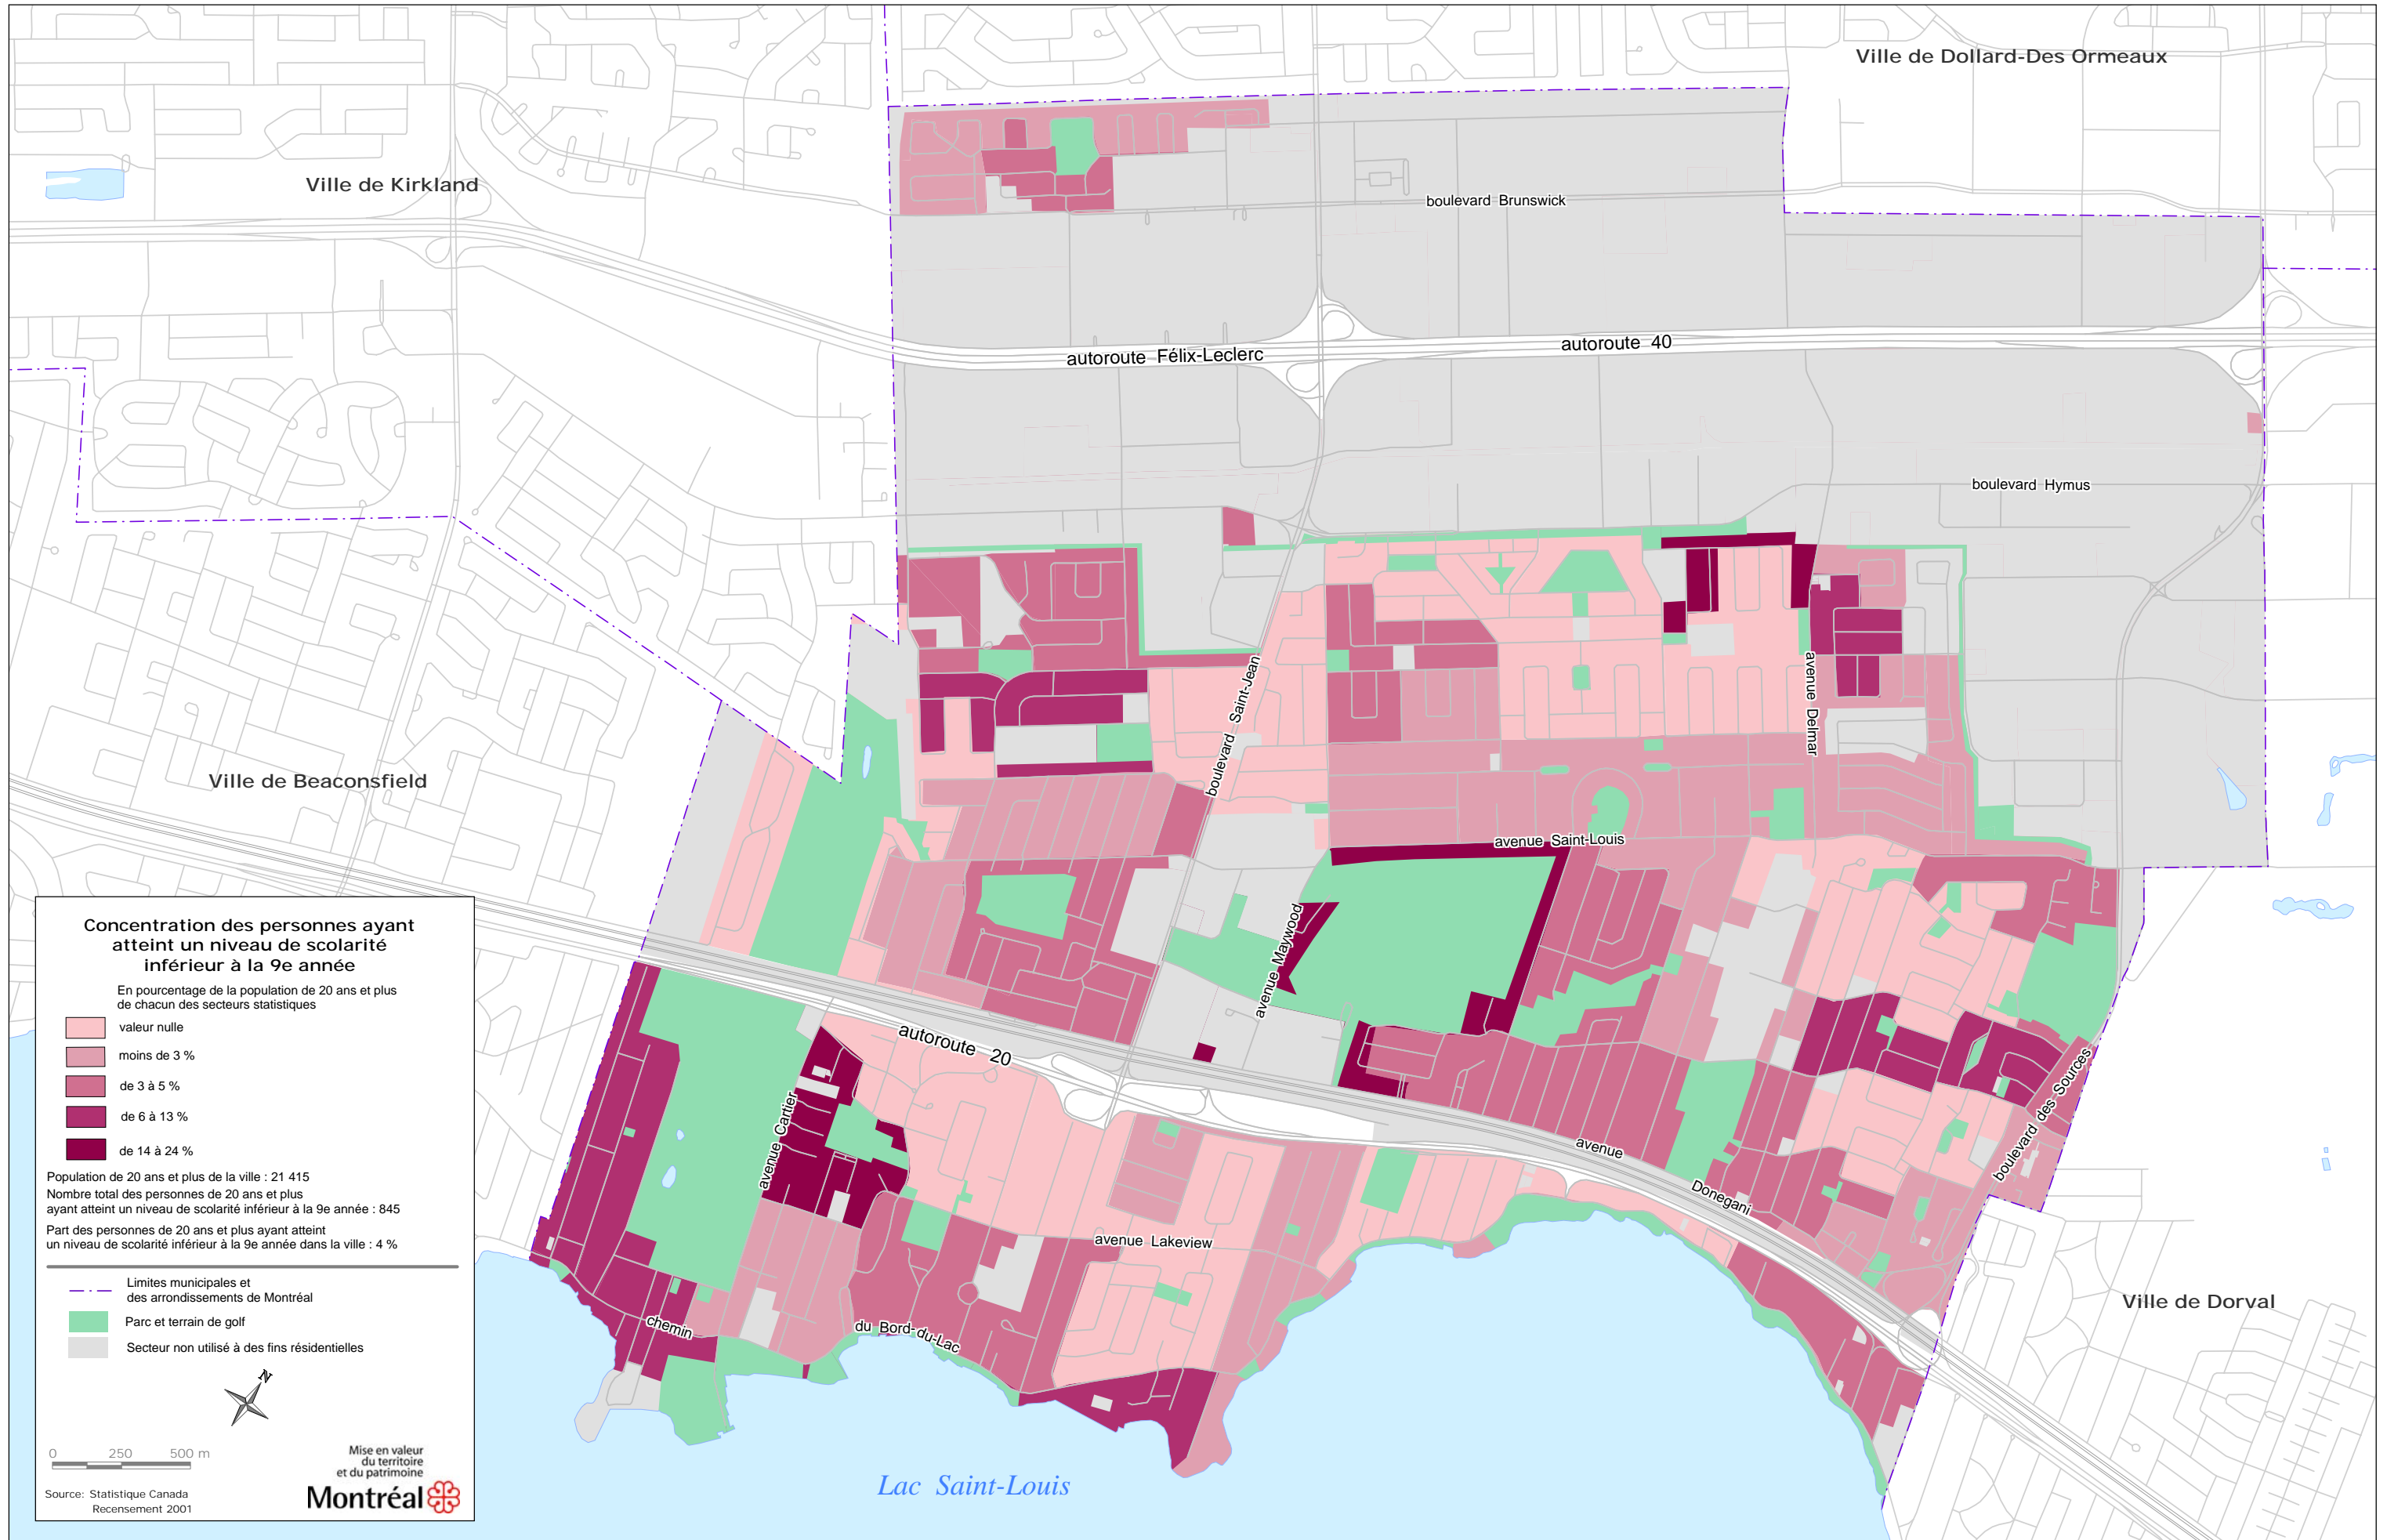 Ville de Dollard-Des Ormeaux
Ville de Kirkland
boulevard Brunswick
autoroute Félix-Leclerc
autoroute 40
boulevard Hymus
boulevard Saint-Jean
avenue Delmar
Ville de Beaconsfield
avenue Saint-Louis
avenue Maywood
autoroute 20
avenue Cartier
boulevard des Sources
avenue
Donegani
avenue Lakeview
Ville de Dorval
chemin
du Bord-du-Lac
Lac Saint-Louis
Concentration des personnes ayant
atteint un niveau de scolarité
inférieur à la 9e année
En pourcentage de la population de 20 ans et plus
de chacun des secteurs statistiques
valeur nulle
moins de 3 %
de 3 à 5 %
de 6 à 13 %
de 14 à 24 %
Population de 20 ans et plus de la ville : 21 415
Nombre total des personnes de 20 ans et plus
ayant atteint un niveau de scolarité inférieur à la 9e année : 845
Part des personnes de 20 ans et plus ayant atteint
un niveau de scolarité inférieur à la 9e année dans la ville : 4 %
Limites municipales et
des arrondissements de Montréal
Parc et terrain de golf
Secteur non utilisé à des fins résidentielles
N
0 250 500 m
Mise en valeur
du territoire
et du patrimoine
Montréal
Source: Statistique Canada
Recensement 2001